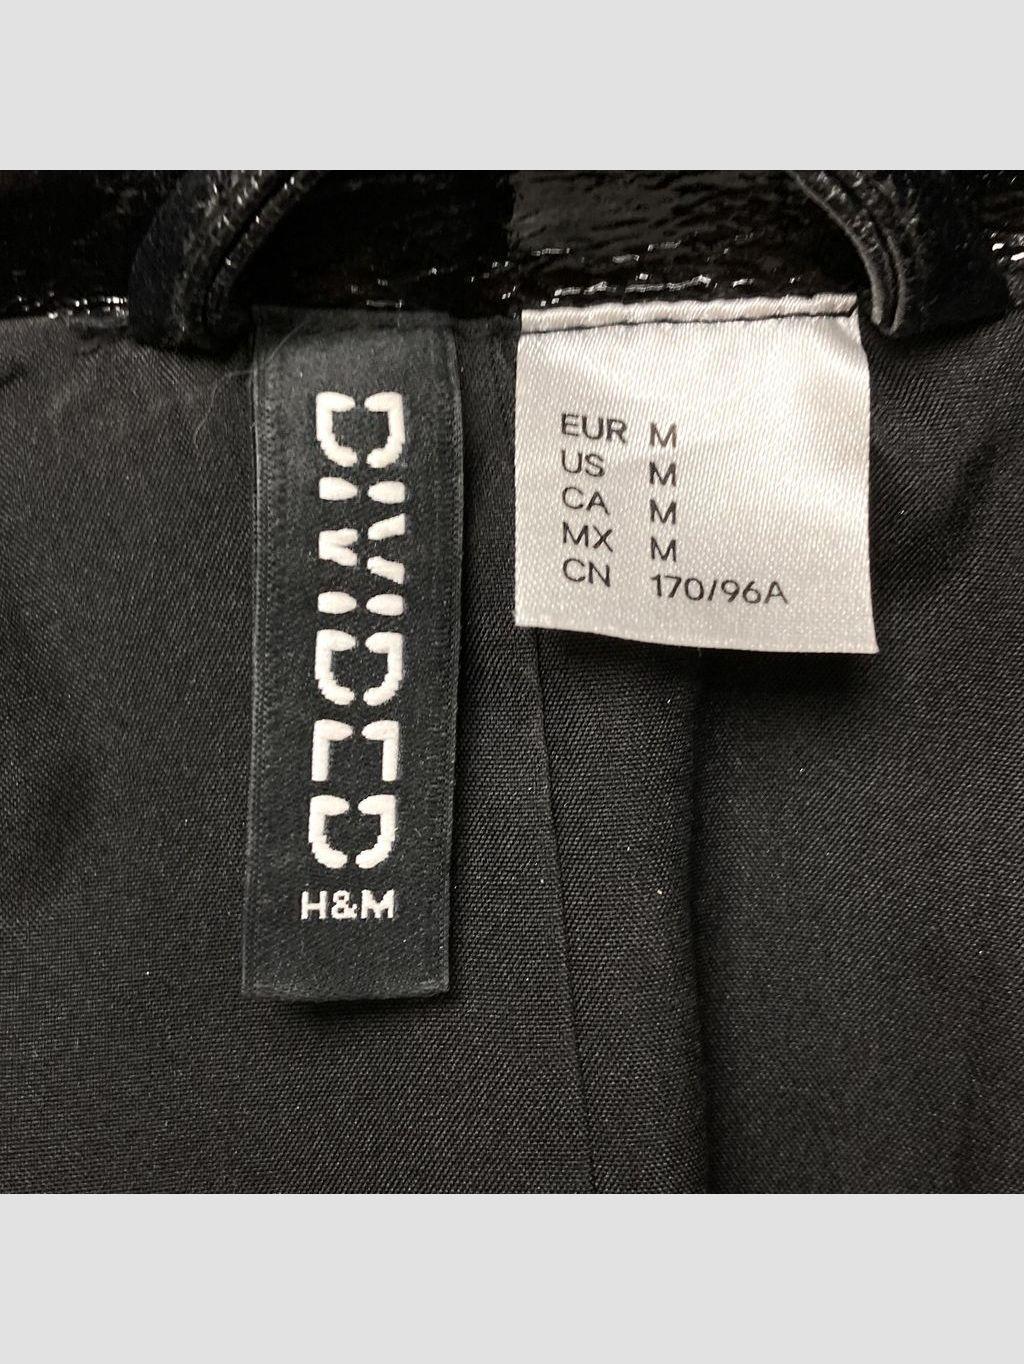 DIVIDED
H&M
EUR M
US M
CA M
MX M
CN 170/96A